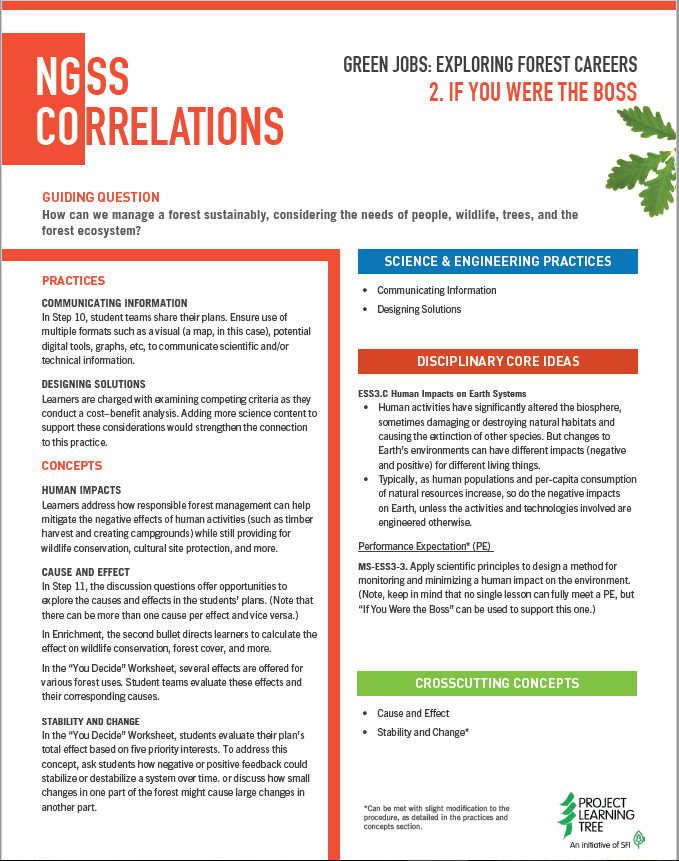 NGSS
CORRELATIONS
GREEN JOBS: EXPLORING FOREST CAREERS
2. IF YOU WERE THE BOSS
GUIDING QUESTION
How can we manage a forest sustainably, considering the needs of people, wildlife, trees, and the
forest ecosystem?
PRACTICES
COMMUNICATING INFORMATION
In Step 10, student teams share their plans. Ensure use of
multiple formats such as a visual (a map, in this case), potential
digital tools, graphs, etc, to communicate scientific and/or
technical information.
DESIGNING SOLUTIONS
Learners are charged with examining competing criteria as they
conduct a cost–benefit analysis. Adding more science content to
support these considerations would strengthen the connection
to this practice.
CONCEPTS
HUMAN IMPACTS
Learners address how responsible forest management can help
mitigate the negative effects of human activities (such as timber
harvest and creating campgrounds) while still providing for
wildlife conservation, cultural site protection, and more.
CAUSE AND EFFECT
In Step 11, the discussion questions offer opportunities to
explore the causes and effects in the students' plans. (Note that
there can be more than one cause per effect and vice versa.)
In Enrichment, the second bullet directs learners to calculate the
effect on wildlife conservation, forest cover, and more.
In the “You Decide” Worksheet, several effects are offered for
various forest uses. Student teams evaluate these effects and
their corresponding causes.
STABILITY AND CHANGE
In the “You Decide” Worksheet, students evaluate their plan's
total effect based on five priority interests. To address this
concept, ask students how negative or positive feedback could
stabilize or destabilize a system over time. or discuss how small
changes in one part of the forest might cause large changes in
another part.
SCIENCE & ENGINEERING PRACTICES
• Communicating Information
• Designing Solutions
DISCIPLINARY CORE IDEAS
ESS3.C Human Impacts on Earth Systems
• Human activities have significantly altered the biosphere,
sometimes damaging or destroying natural habitats and
causing the extinction of other species. But changes to
Earth's environments can have different impacts (negative
and positive) for different living things.
• Typically, as human populations and per-capita consumption
of natural resources increase, so do the negative impacts
on Earth, unless the activities and technologies involved are
engineered otherwise.
Performance Expectation* (PE)
MS-ESS3-3. Apply scientific principles to design a method for
monitoring and minimizing a human impact on the environment.
(Note, keep in mind that no single lesson can fully meet a PE, but
“If You Were the Boss” can be used to support this one.)
CROSSCUTTING CONCEPTS
• Cause and Effect
• Stability and Change*
*Can be met with slight modification to the
procedure, as detailed in the practices and
concepts section.
PROJECT
LEARNING
TREE
An initiative of SFI